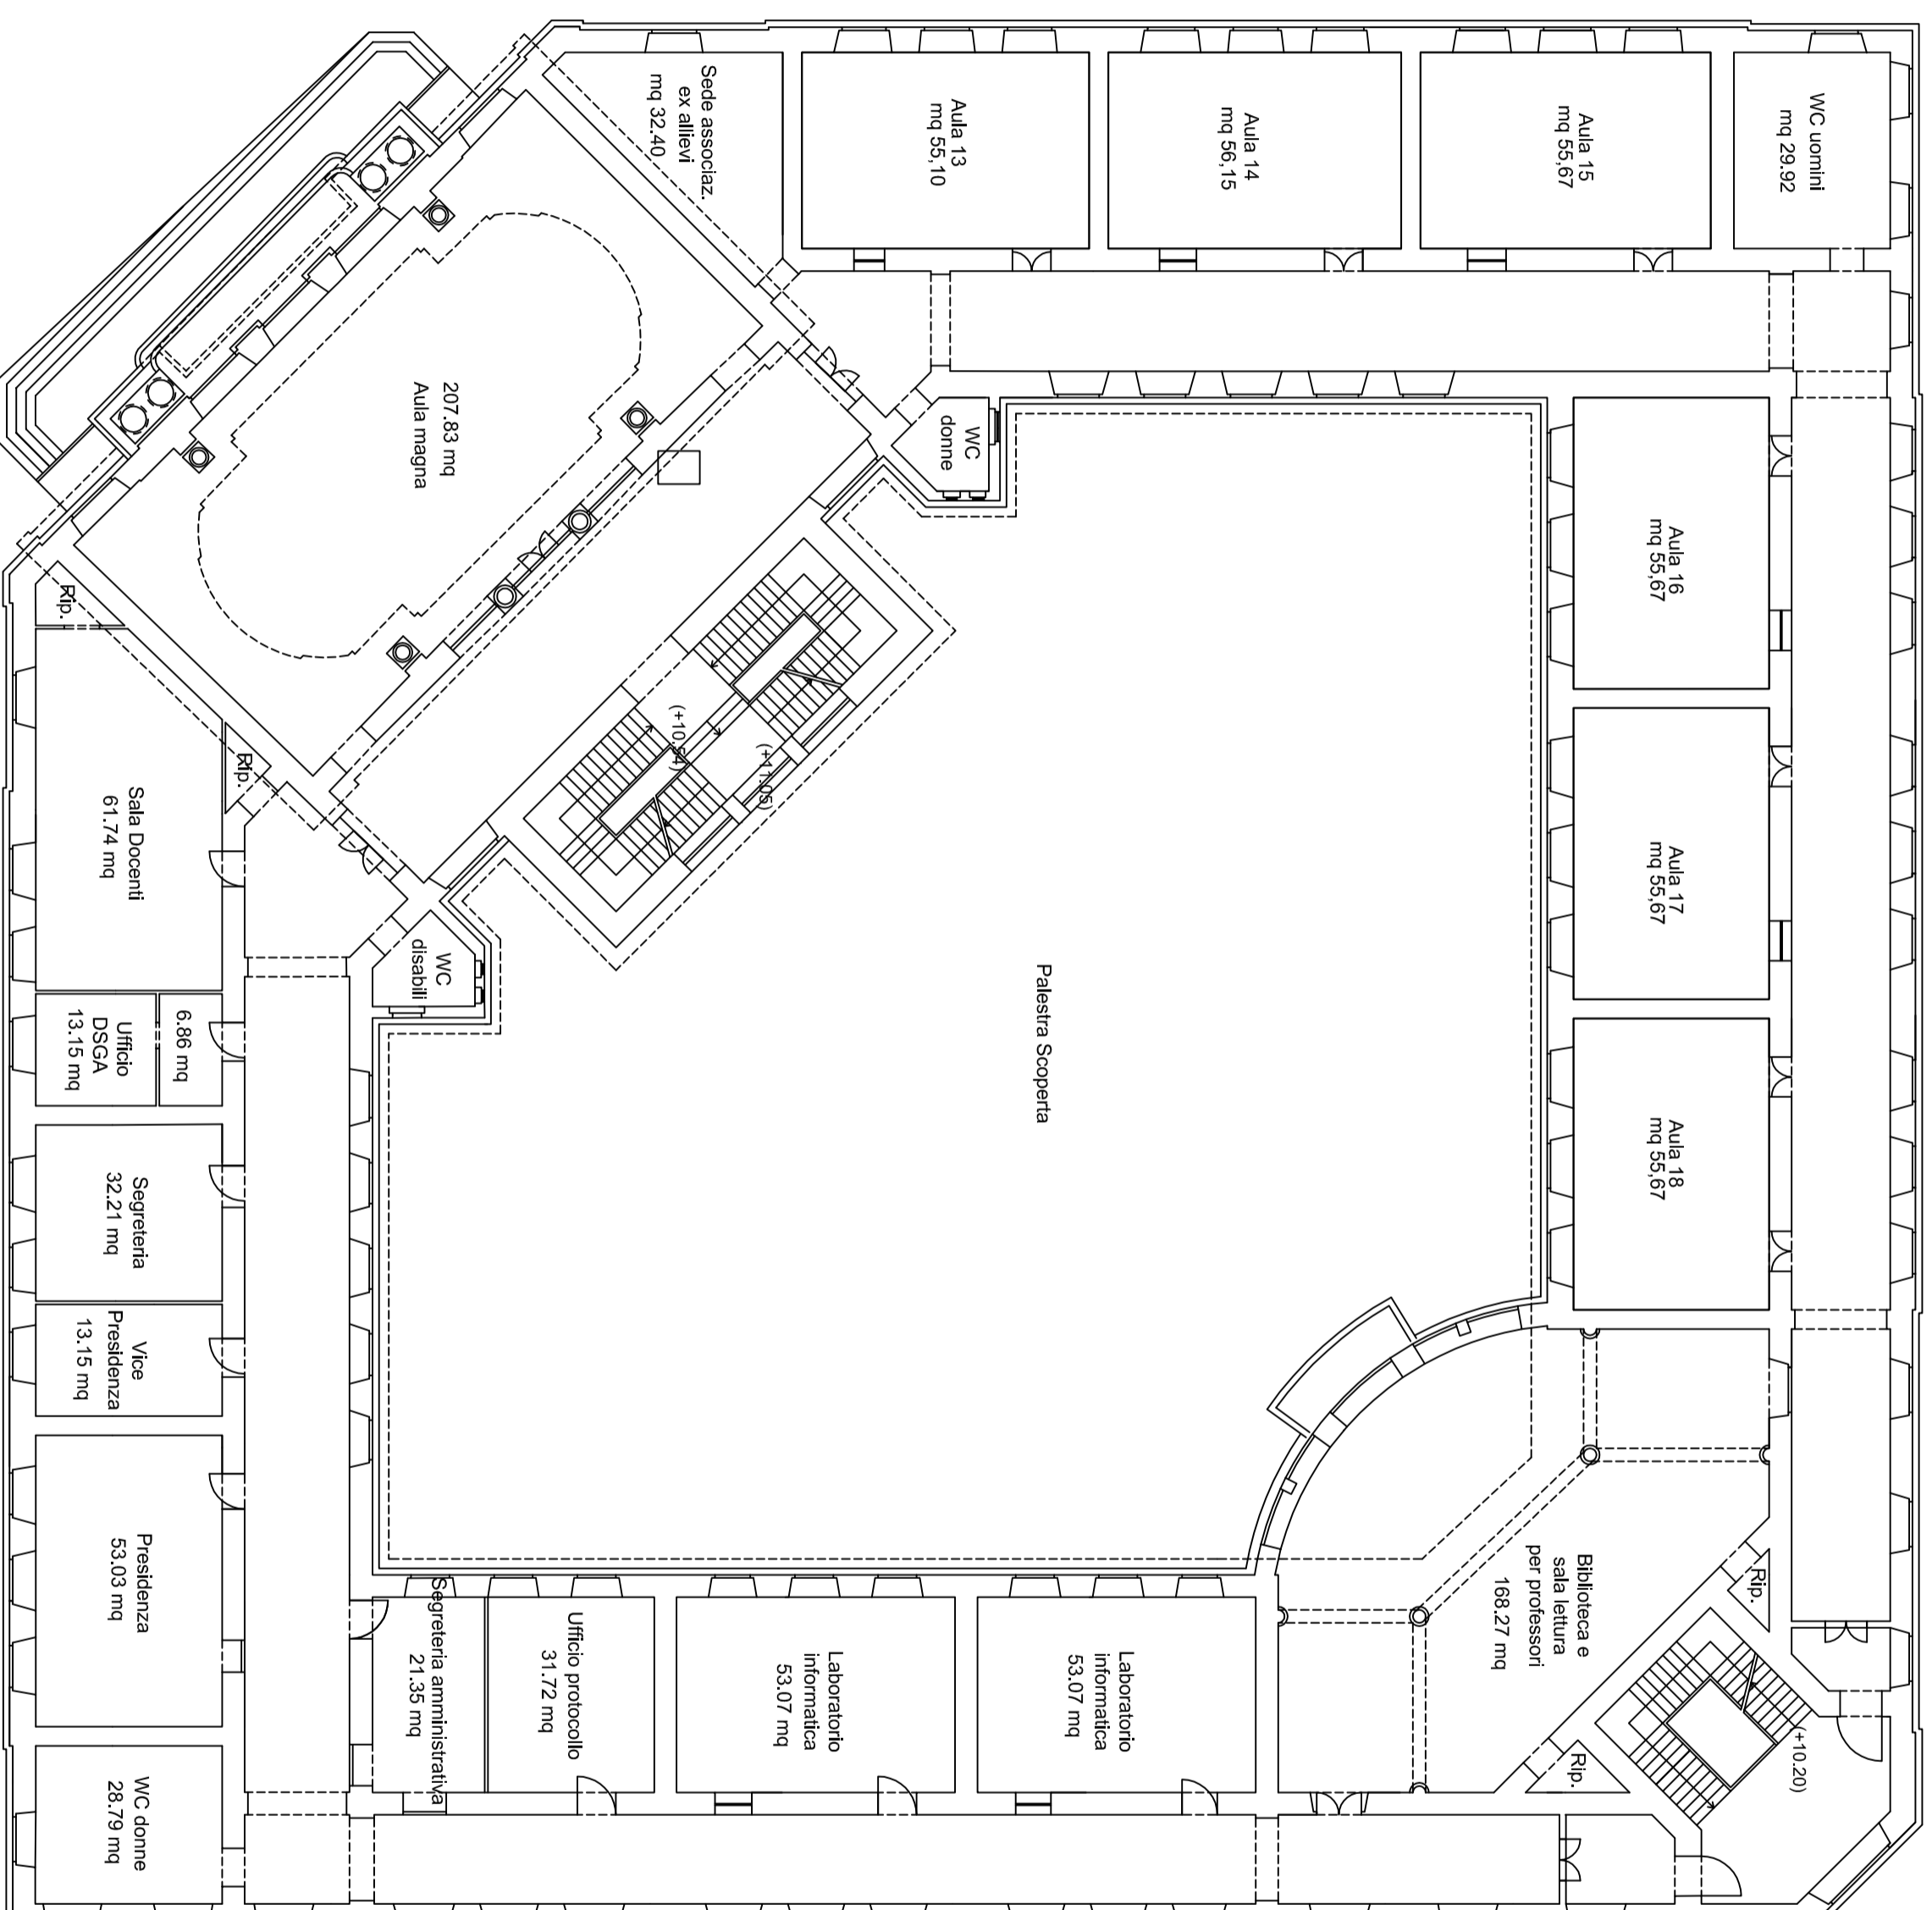 Sede associaz.
ex allievi
mq 32.40
Aula 13
mq 55,10
Aula 14
mq 56,15
Aula 15
mq 55,67
WC uomini
mq 29.92
207.83 mq
Aula magna
WC
donne
Aula 16
mq 55,67
Aula 17
mq 55,67
Aula 18
mq 55,67
Rip.
Rip.
(+10.54)
(+11.05)
Sala Docenti
61.74 mq
WC
disabili
Palestra Scoperta
6.86 mq
Ufficio
DSGA
13.15 mq
Segreteria
32.21 mq
Vice
Presidenza
13.15 mq
Presidenza
53.03 mq
WC donne
28.79 mq
Segreteria amministrativa
21.35 mq
Ufficio protocollo
31.72 mq
Laboratorio
informatica
53.07 mq
Laboratorio
informatica
53.07 mq
Biblioteca e
sala lettura
per professori
168.27 mq
Rip.
Rip.
(+10.20)